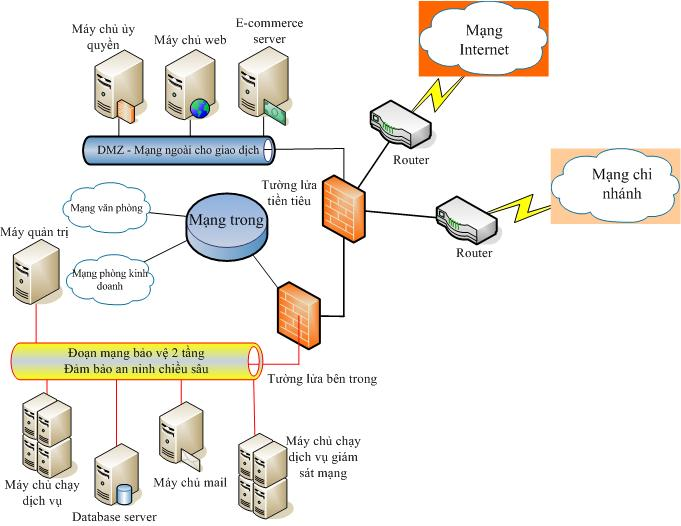 Máy chủ ủy
quyền
Máy chủ web
E-commerce
server
Mạng
Internet
DMZ - Mạng ngoài cho giao dịch
Router
Tường lửa
tiền tiêu
Mạng chi
nhánh
Mạng văn phòng
Mạng trong
Máy quản trị
Router
Mạng phòng kinh
doanh
Đoạn mạng bảo vệ 2 tầng
Đảm bảo an ninh chiều sâu
Tường lửa bên trong
Máy chủ chạy
dịch vụ
Database server
Máy chủ mail
Máy chủ chạy
dịch vụ giám
sát mạng